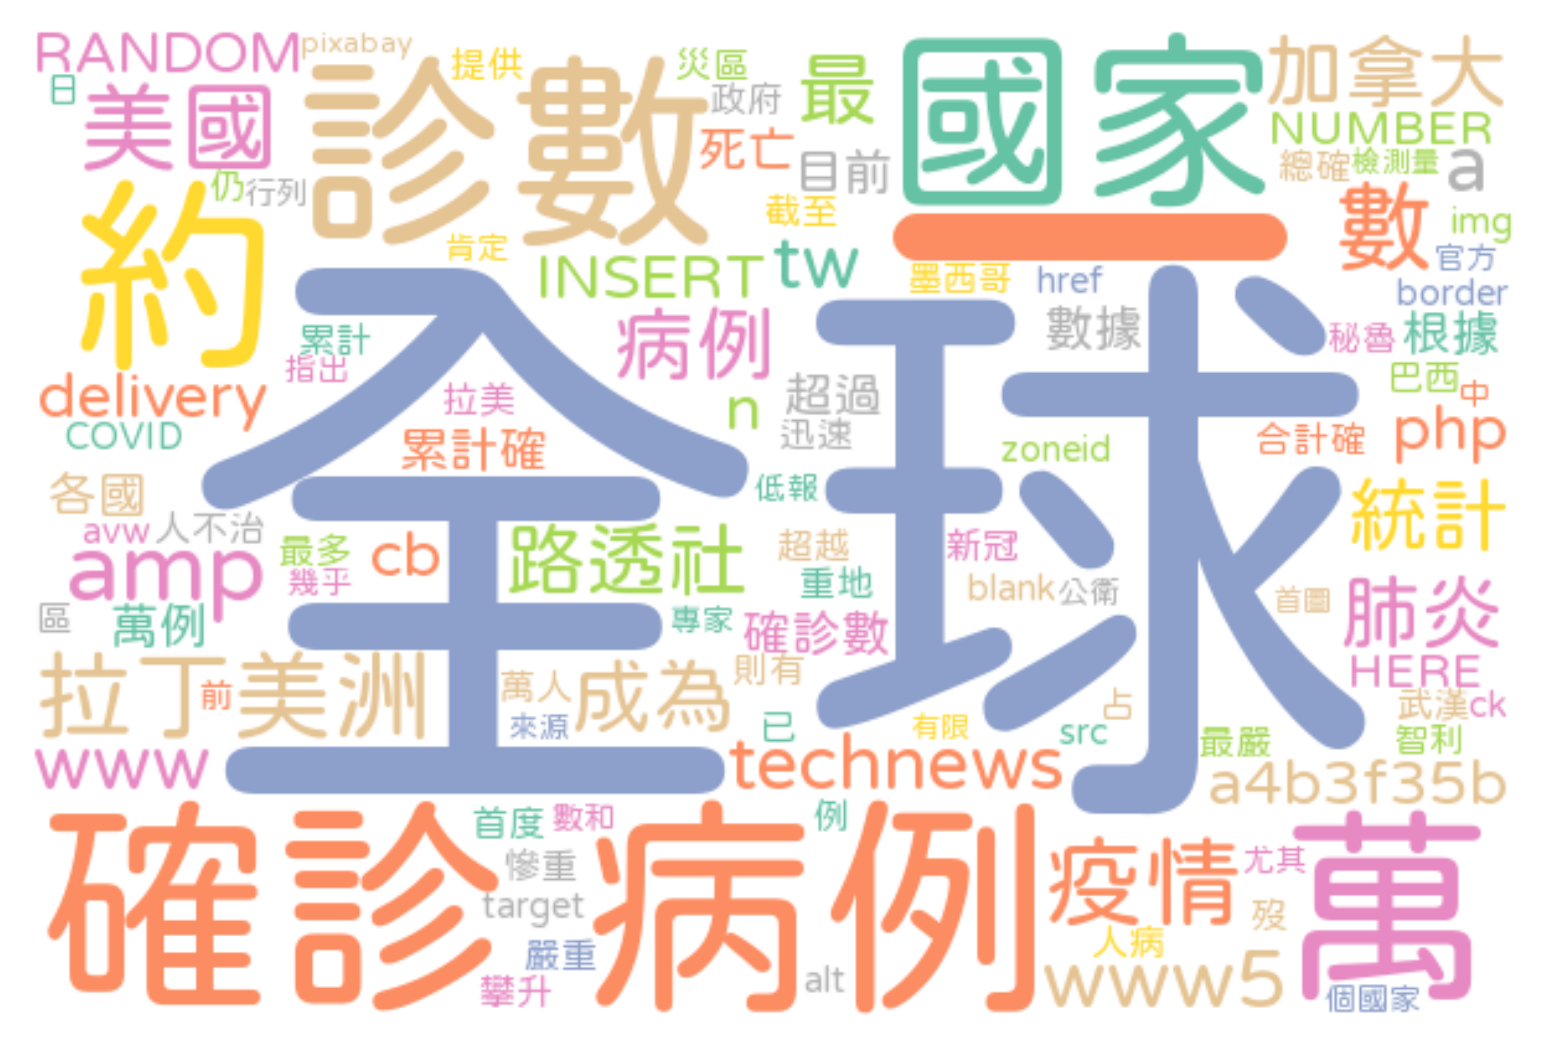 RANDOM
pixabay
提供
災區
最
國家
加拿大
日
美國
診數
政府
死亡
目前
NUMBER
總確
檢測量
a
仍
行列
截至
一
數
img
約
肯定
INSERT
tw
墨西哥
href
官方
border
累計
指出
病例
數據
秘魯
根據
全球
delivery
拉美
n
超過
巴西
中
COVID
累計確
迅速
zoneid
合計確
php
各國
低報
統計
avw
人不治
最多
cb
路透社
超越
新冠
amp
幾乎
重地
blank
公衛
首圖
肺炎
區
萬例
專家
確診數
拉丁美洲
前
萬人
成為
則有
HERE
來源
已
有限
src
占
武漢
ck
www
technews
最嚴
智利
a4b3f35b
確診病例
首度
數和
例
慘重
疫情
尤其
萬
target
歿
嚴重
人病
攀升
alt
www5
個國家